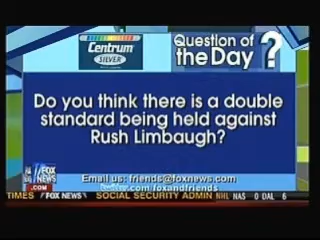 Centrum
SILVER
Question of
the Day
?
Do you think there is a double
standard being held against
Rush Limbaugh?
FOX
NEWS
.com
Email us: friends@foxnews.com
.com/foxandfriends
TIMES
FOX NEWS
SOCIAL SECURITY ADMIN
NHL NAS 0 DAL 6